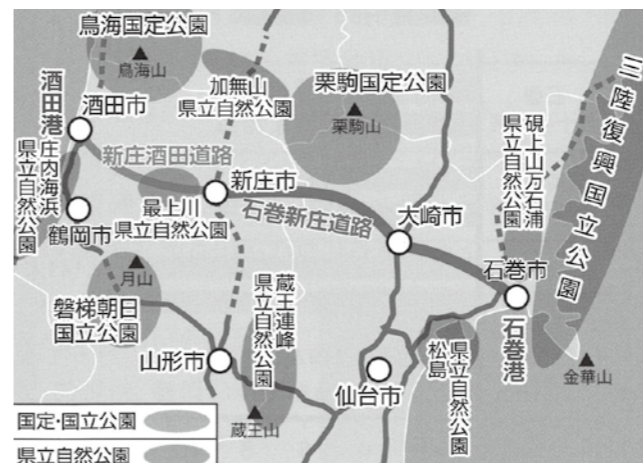 鳥海国定公園
鳥海山
加無山
県立自然公園
栗駒国定公園
栗駒山
三陸復興国立公園
硯上山万石浦
県立自然公園
酒田港
酒田市
庄内海浜
県立自然公園
新庄酒田道路
新庄市
最上川
県立自然公園
鶴岡市
石巻新庄道路
大崎市
石巻市
石巻港
月山
磐梯朝日
国立公園
蔵王連峰
県立自然公園
山形市
蔵王山
仙台市
県立自然公園
松島
金華山
国定・国立公園
県立自然公園